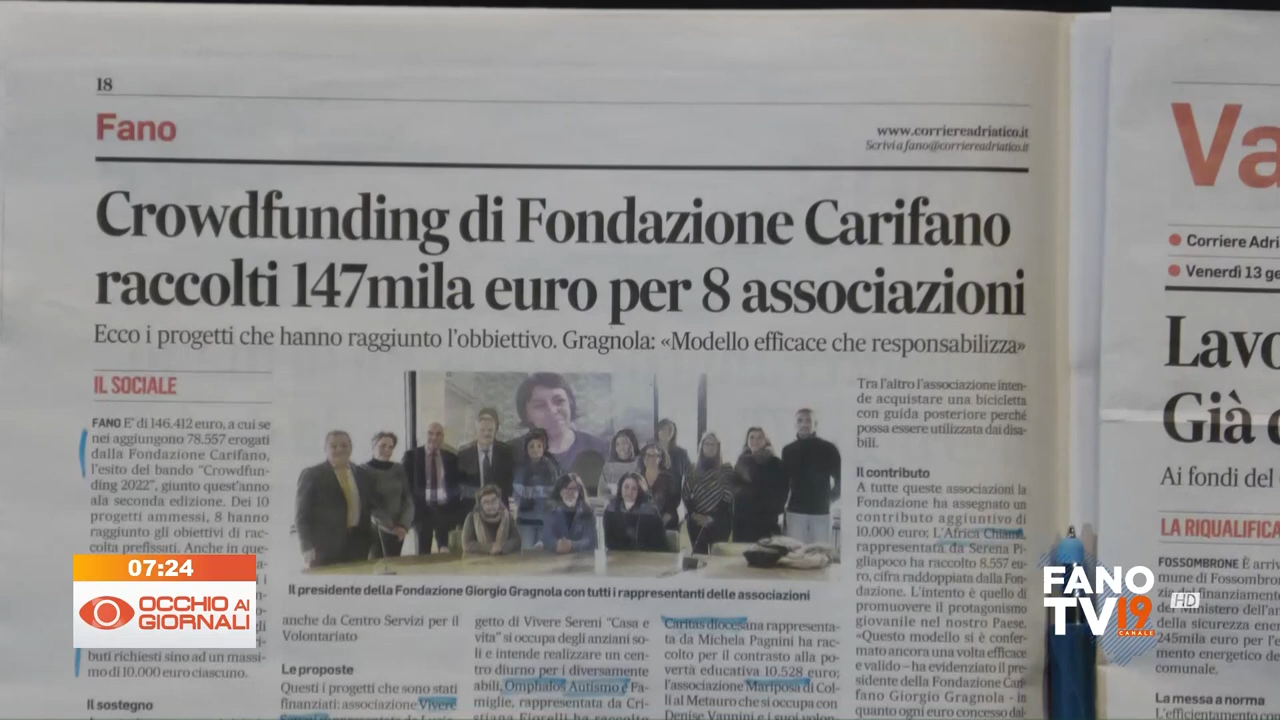 18
Fano
www.corriereadriatico.it
Scrivi a fano@corriereadriatico.it
Crowdfunding di Fondazione Carifano
raccolti 147mila euro per 8 associazioni
Ecco i progetti che hanno raggiunto l'obbiettivo. Gragnola: «Modello efficace che responsabilizza»
IL SOCIALE
FANO E' di 146.412 euro, a cui se
nei aggiungono 78.557 erogati
dalla Fondazione Carifano,
l'esito del bando "Crowdfun-
ding 2022", giunto quest'anno
ala seconda edizione. Dei 10
progetti ammessi, 8 hanno
raggiunto gli obiettivi di rac-
colta prefissati. Anche in que-
buti richiesti sino ad un massi-
mo di 10.000 euro ciascuno.
Il sostegno
Il presidente della Fondazione Giorgio Gragnola con tutti i rappresentanti delle associazioni
anche da Centro Servizi per il
Volontariato
Le proposte
Questi i progetti che sono stati
finanziati: associazione Vivere
getto di Vivere Sereni "Casa e
vita" si occupa degli anziani so-
li e intende realizzare un cen-
tro diurno per i diversamente
abili, Omphalos Autismo e Fa-
miglie, rappresentata da Cri-
stiana Fiorelli ha raccolto
Caritas diocesana rappresenta-
ta da Michela Pagnini ha rac-
colto per il contrasto alla po-
vertà educativa 10.528 euro;
l'associazione Mariposa di Col-
li al Metauro che si occupa con
Denise Vannini e i suoi volon-
Tra l'altro l'associazione inten-
de acquistare una bicicletta
con guida posteriore perché
possa essere utilizzata dai disa-
bili.
Il contributo
A tutte queste associazioni la
Fondazione ha assegnato un
contributo aggiuntivo di
10.000 euro; L'Africa Chiama,
rappresentata da Serena Pi-
gliapoco ha raccolto 8.557 eu-
ro, cifra raddoppiata dalla Fon-
dazione. L'intento è quello di
promuovere il protagonismo
giovanile nel nostro Paese.
«Questo modello si è confer-
mato ancora una volta efficace
e valido – ha evidenziato il pre-
sidente della Fondazione Cari-
fano Giorgio Gragnola - in
quanto ogni euro concesso dal-
Va
Corriere Adri
Venerdì 13 ge
Lavo
Già c
Ai fondi del
LA RIQUALIFICA
FOSSOMBRONE È arriv
mune di Fossombro
ministero dell'ar
della sicurezza ener
245mila euro per l'e
mento energetico de
comunale.
La messa a norma
07:24
OCCHIO AI
GIORNALI
FANO
TV19
CANALE
HD